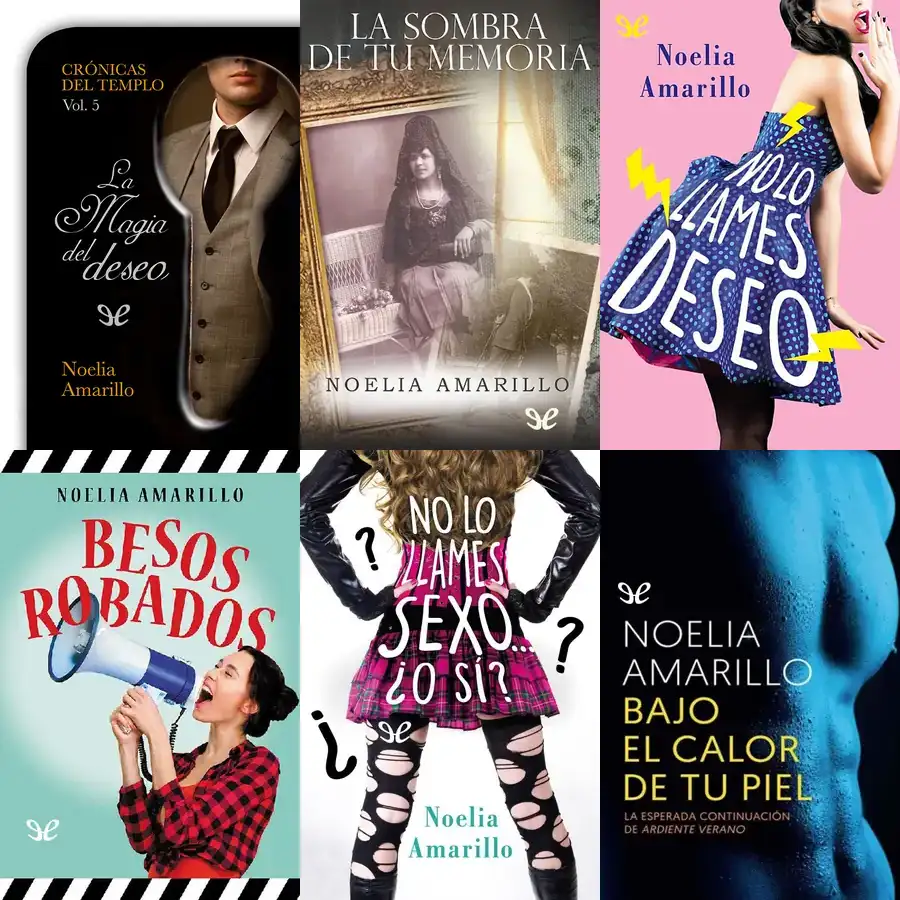 CRÓNICAS
DEL TEMPLO
Vol. 5
La
Magia
del
deseo
Noelia
Amarillo
LA SOMBRA
DE TU MEMORIA
NOELIA AMARILLO
Noelia
Amarillo
NO LO
LLAMES
DESEO
NOELIA AMARILLO
BESOS
ROBADOS
NO LO
LLAMES
SEXO...
¿O SÍ?
Noelia
Amarillo
NOELIA
AMARILLO
BAJO
EL CALOR
DE TU PIEL
LA ESPERADA CONTINUACIÓN
DE ARDIENTE VERANO